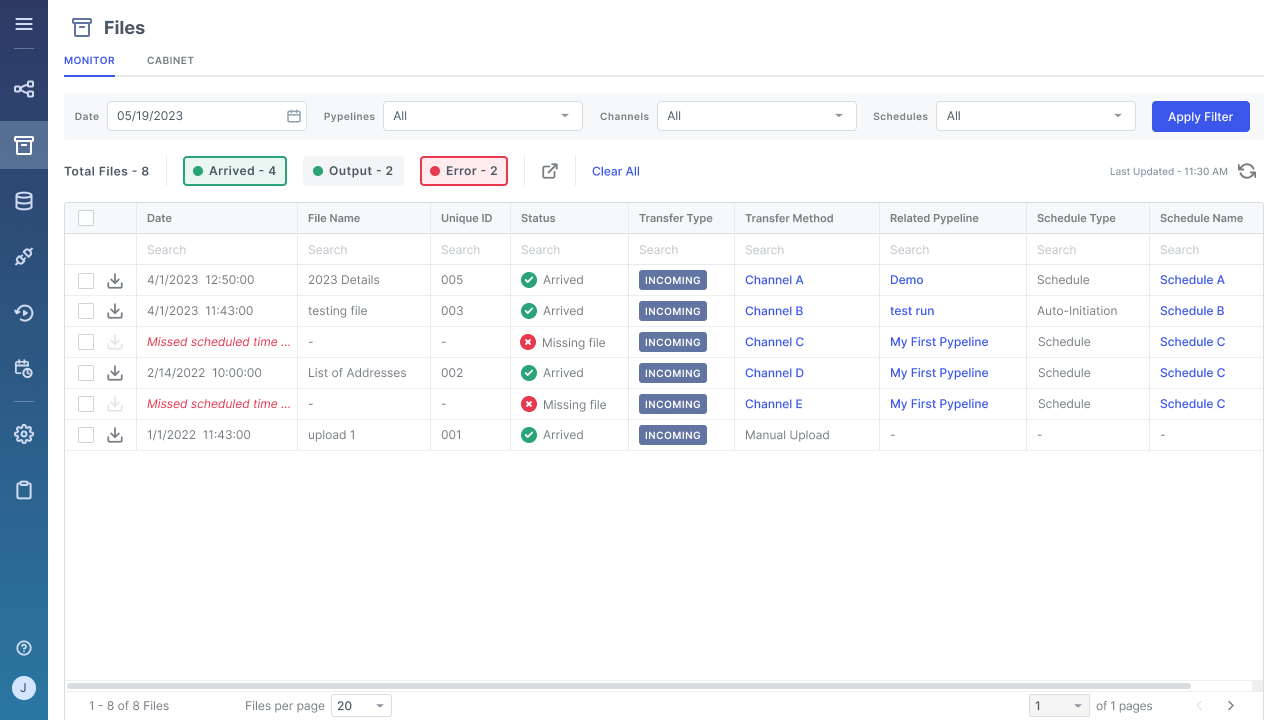 Files
MONITOR CABINET
Date 05/19/2023 Pypelines All Channels All Schedules All Apply Filter
Total Files - 8 Arrived - 4 Output - 2 Error - 2 Clear All Last Updated - 11:30 AM
Date File Name Unique ID Status Transfer Type Transfer Method Related Pypeline Schedule Type Schedule Name
Search Search Search Search Search Search Search Search
4/1/2023 12:50:00 2023 Details 005 Arrived INCOMING Channel A Demo Schedule Schedule A
4/1/2023 11:43:00 testing file 003 Arrived INCOMING Channel B test run Auto-Initiation Schedule B
Missed scheduled time ... - - Missing file INCOMING Channel C My First Pypeline Schedule Schedule C
2/14/2022 10:00:00 List of Addresses 002 Arrived INCOMING Channel D My First Pypeline Schedule Schedule C
Missed scheduled time ... - - Missing file INCOMING Channel E My First Pypeline Schedule Schedule C
1/1/2022 11:43:00 upload 1 001 Arrived INCOMING Manual Upload - - -
J
1 - 8 of 8 Files Files per page 20 1 of 1 pages